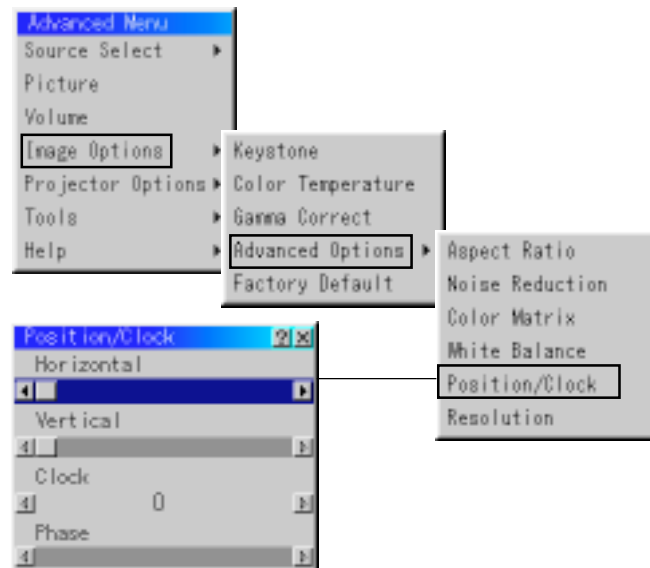 Advanced Menu
Source Select
Picture
Volume
Image Options
Projector Options
Tools
Help
Keystone
Color Temperature
Gamma Correct
Advanced Options
Factory Default
Aspect Ratio
Noise Reduction
Color Matrix
White Balance
Position/Clock
Resolution
Position/Clock ? x
Horizontal
Vertical
Clock
0
Phase